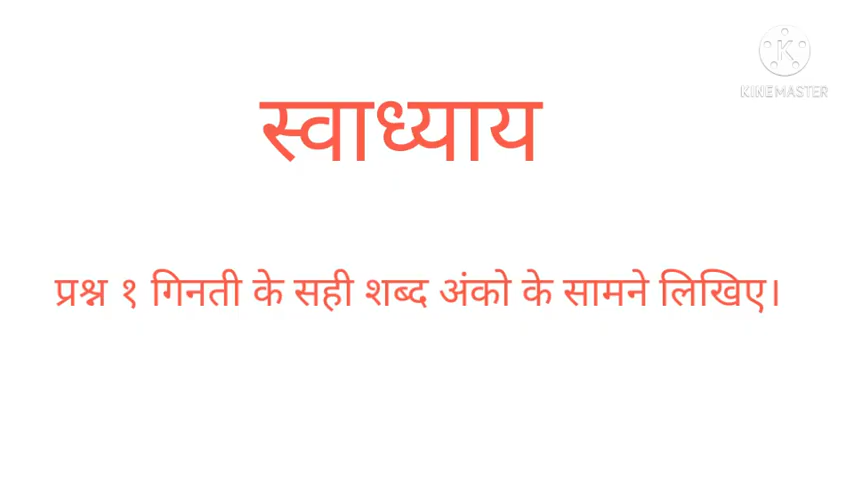 KINEMASTER
स्वाध्याय
प्रश्न १ गिनती के सही शब्द अंको के सामने लिखिए।